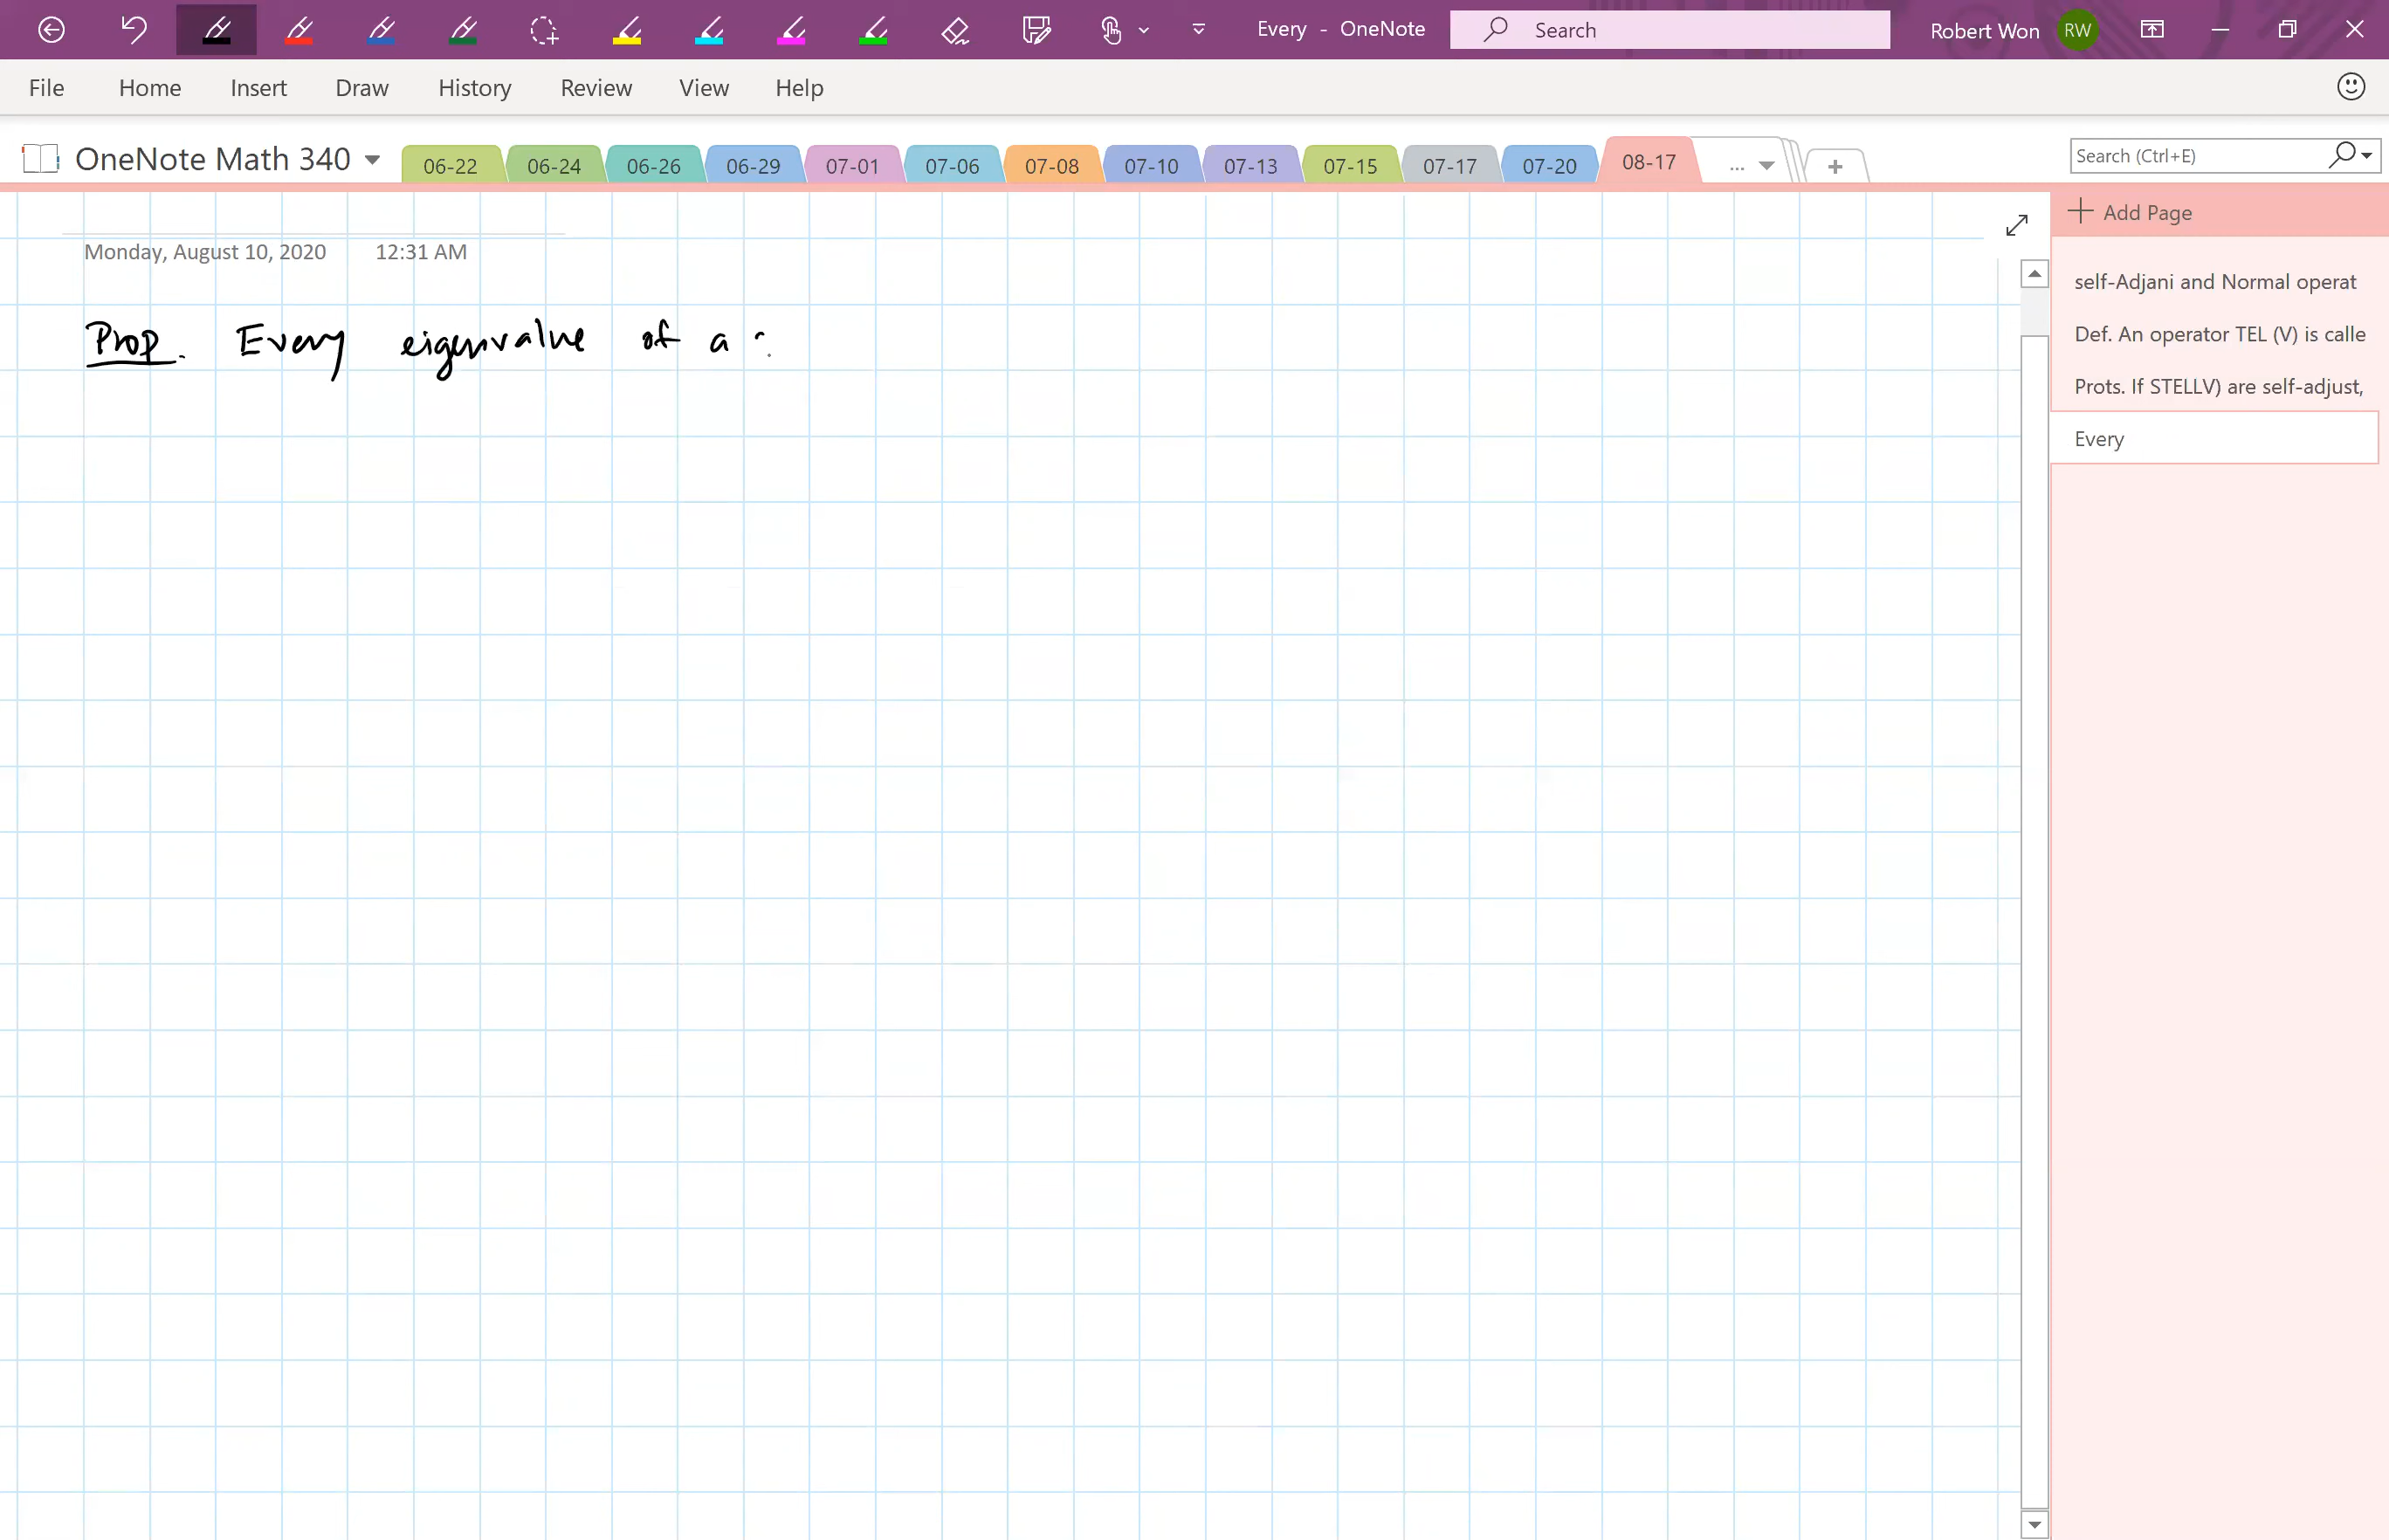 Every - OneNote
Search
Robert Won
RW
File Home Insert Draw History Review View Help
OneNote Math 340
06-22 06-24 06-26 06-29 07-01 07-06 07-08 07-10 07-13 07-15 07-17 07-20 08-17 ...
Search (Ctrl+E)
Add Page
Monday, August 10, 2020 12:31 AM
Prop. Every eigenvalue of a
self-Adjani and Normal operat
Def. An operator TEL (V) is calle
Prots. If STELLV) are self-adjust,
Every